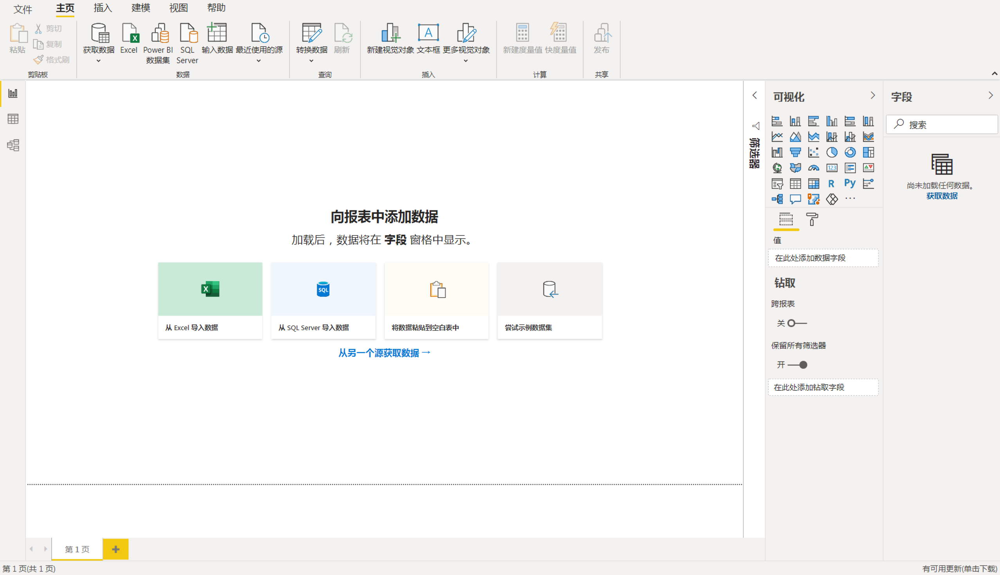 文件 主页 插入 建模 视图 帮助
粘贴 剪切 复制 格式刷
获取数据 Excel Power BI 数据集 SQL Server 输入数据 最近使用的源
转换数据 刷新
新建视觉对象 文本框 更多视觉对象
新建度量值 快度量值
发布
剪贴板 数据 查询 插入 计算 共享
筛选器
可视化
123
R Py
值
在此处添加数据字段
钻取
跨报表
关
保留所有筛选器
开
在此处添加钻取字段
字段
搜索
尚未加载任何数据。
获取数据
向报表中添加数据
加载后，数据将在 字段 窗格中显示。
SQL
从 Excel 导入数据
从 SQL Server 导入数据
将数据粘贴到空白表中
尝试示例数据集
从另一个源获取数据→
第 1 页
第 1 页(共 1 页)
有可用更新(单击下载)